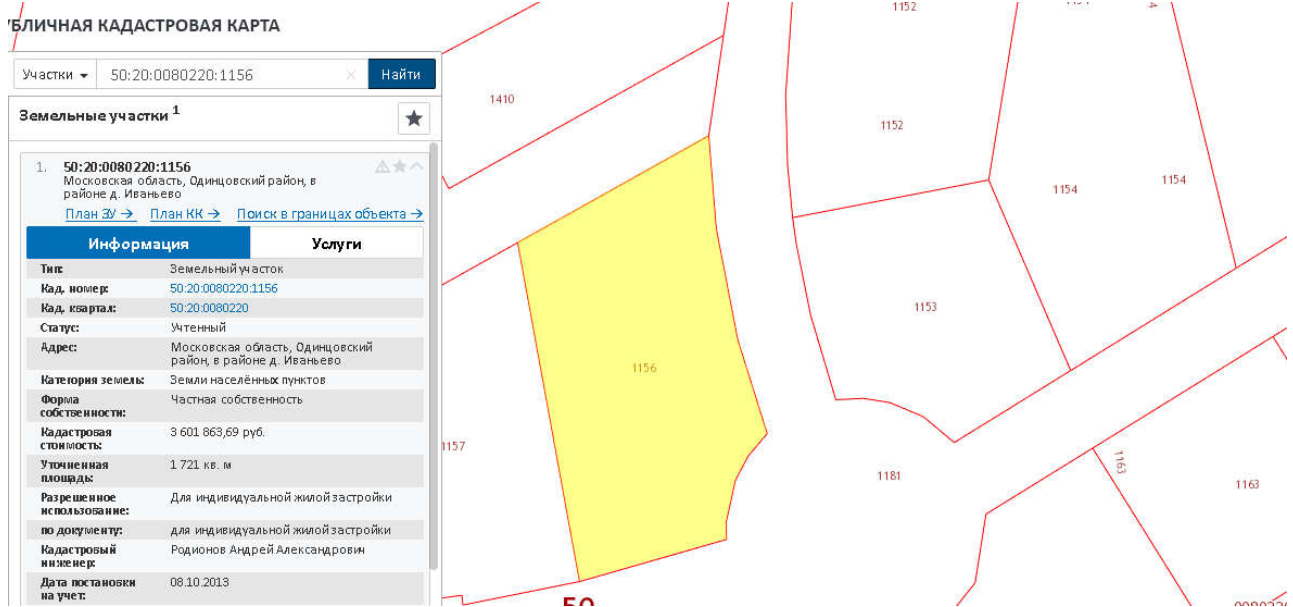 УБЛИЧНАЯ КАДАСТРОВАЯ КАРТА
Участки
50:20:0080220:1156
×
Найти
Земельные участки 1
1. 50:20:0080220:1156
Московская область, Одинцовский район, в
районе д. Иваньево
План ЗУ → План КК → Поиск в границах объекта →
Информация Услуги
Тип: Земельный участок
Кад. номер: 50:20:0080220:1156
Кад. квартал: 50:20:0080220
Статус: Учтенный
Адрес: Московская область, Одинцовский
район, в районе д. Иваньево
Категория земель: Земли населённых пунктов
Форма
собственности: Частная собственность
Кадастровая
стоимость: 3 601 863,69 руб.
Уточненная
площадь: 1 721 кв. м
Разрешенное
использование: Для индивидуальной жилой застройки
по документу: для индивидуальной жилой застройки
Кадастровый
инженер: Родионов Андрей Александрович
Дата постановки
на учет: 08.10.2013
1152
1410
1152
1154
1154
1153
1156
1157
1181
1163
1163
50